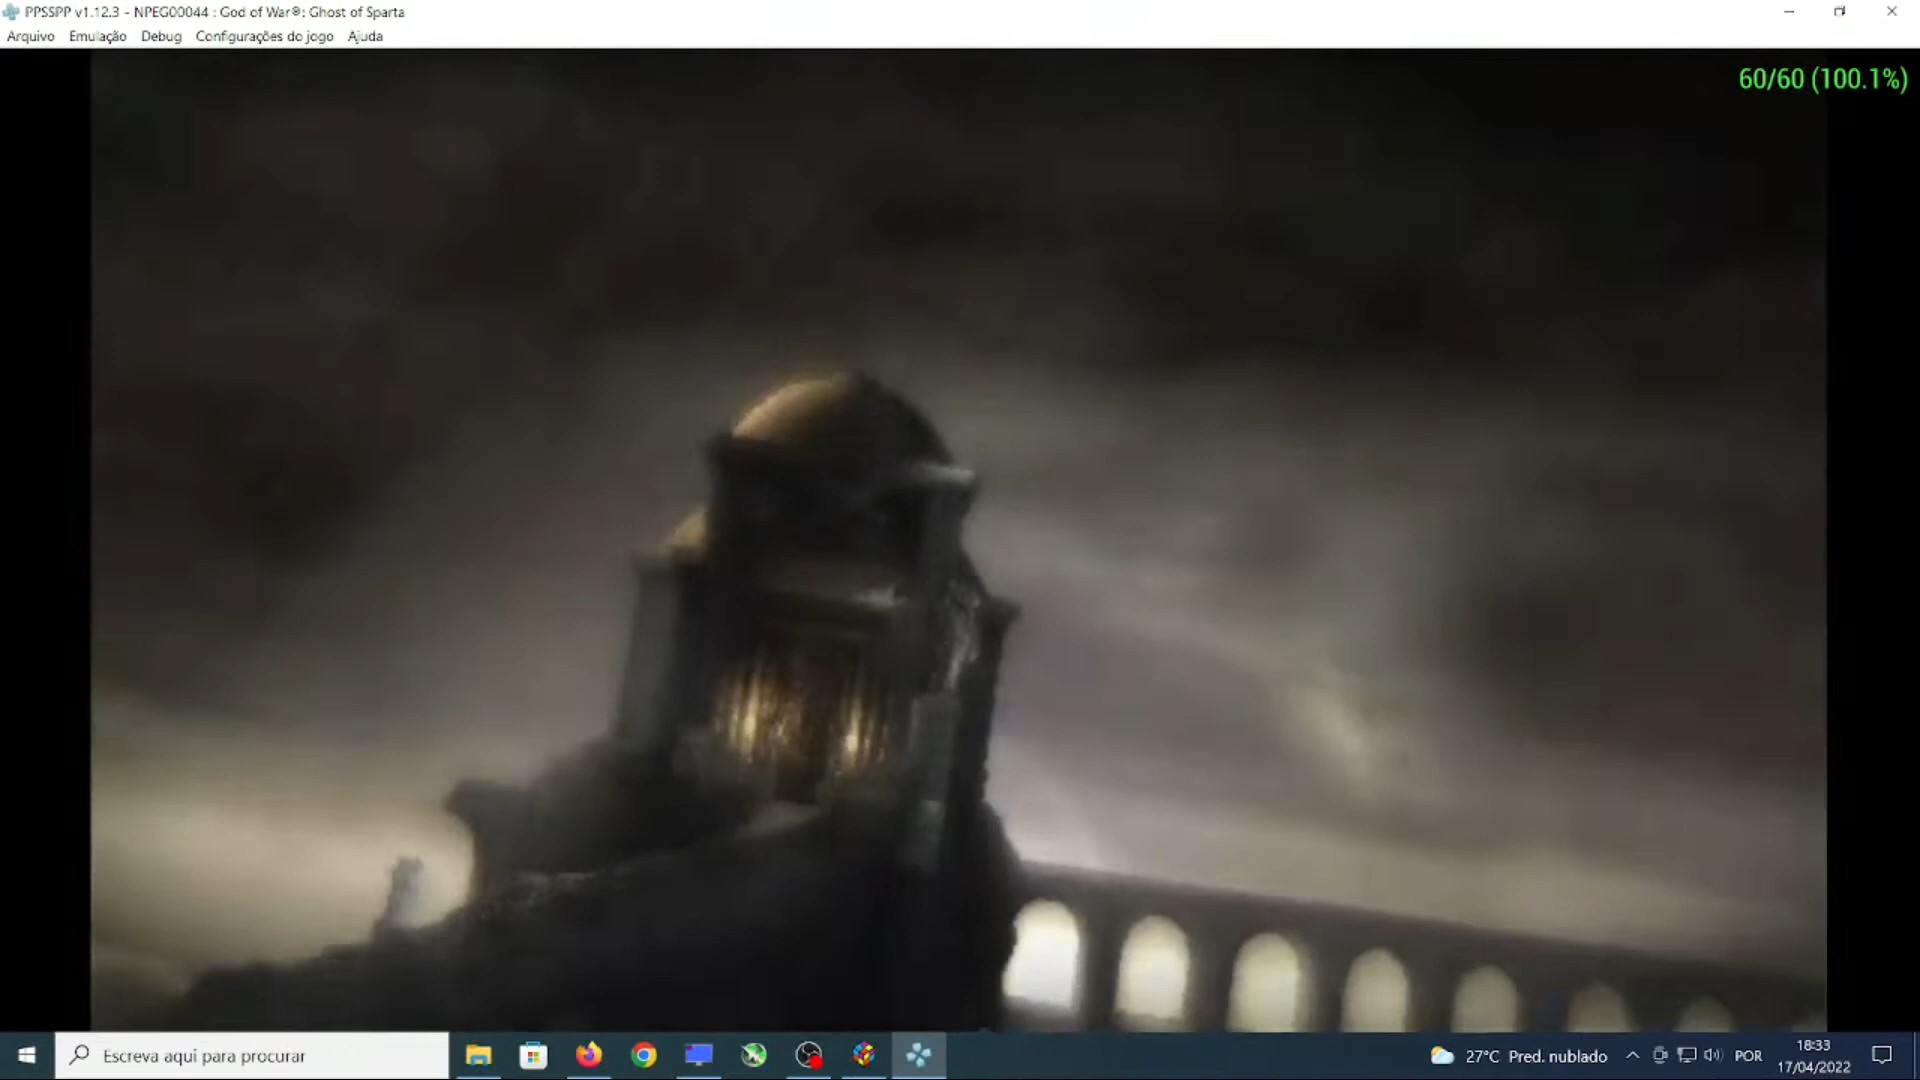 PPSSPP v1.12.3 - NPEG00044 : God of War®: Ghost of Sparta
Arquivo Emulação Debug Configurações do jogo Ajuda
60/60 (100.1%)
Escreva aqui para procurar
27°C Pred. nublado
POR
18:33
17/04/2022